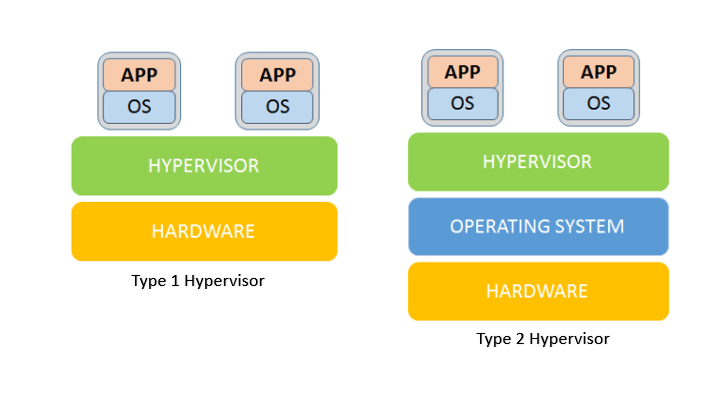 APP
OS
APP
OS
HYPERVISOR
HARDWARE
Type 1 Hypervisor
APP
OS
APP
OS
HYPERVISOR
OPERATING SYSTEM
HARDWARE
Type 2 Hypervisor